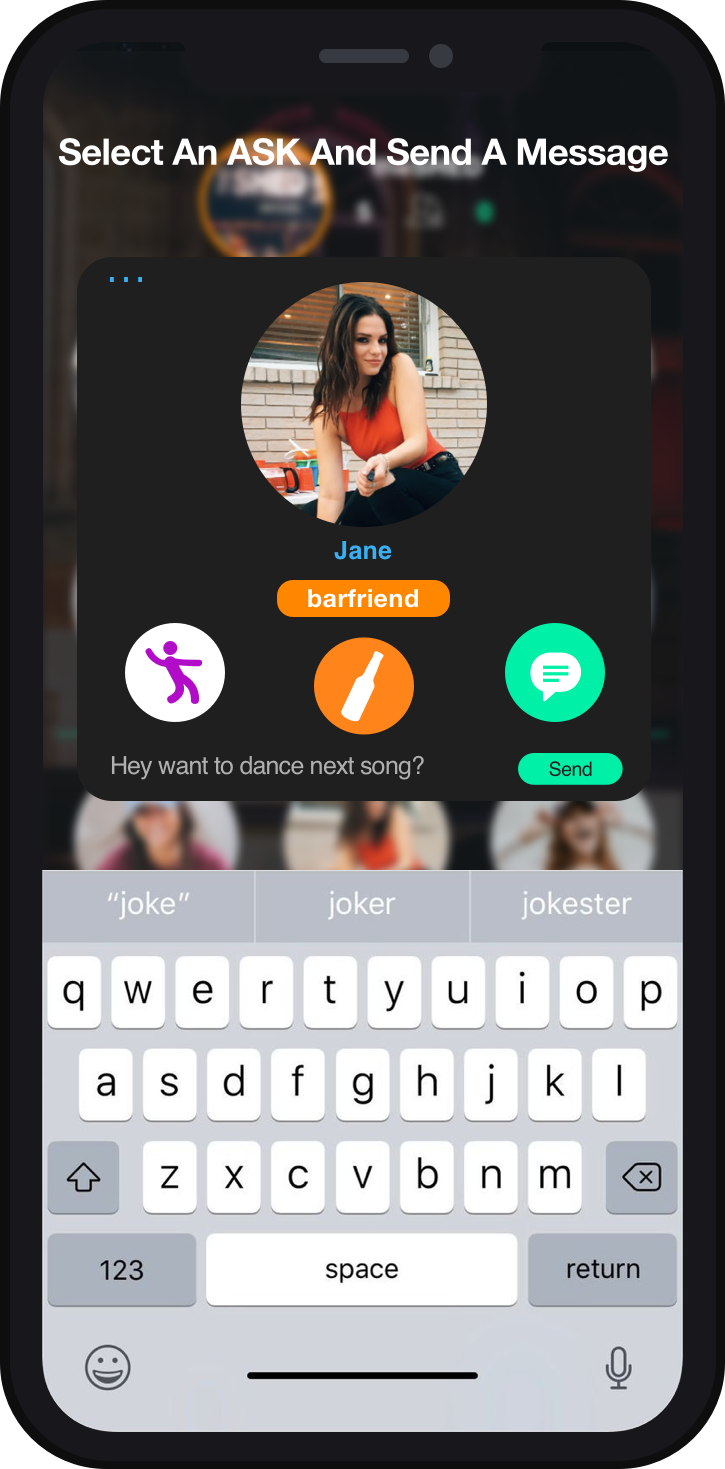 Select An ASK And Send A Message
...
Jane
barfriend
Hey want to dance next song?
Send
“joke” joker jokester
q w e r t y u i o p
a s d f g h j k l
z x c v b n m
123 space return